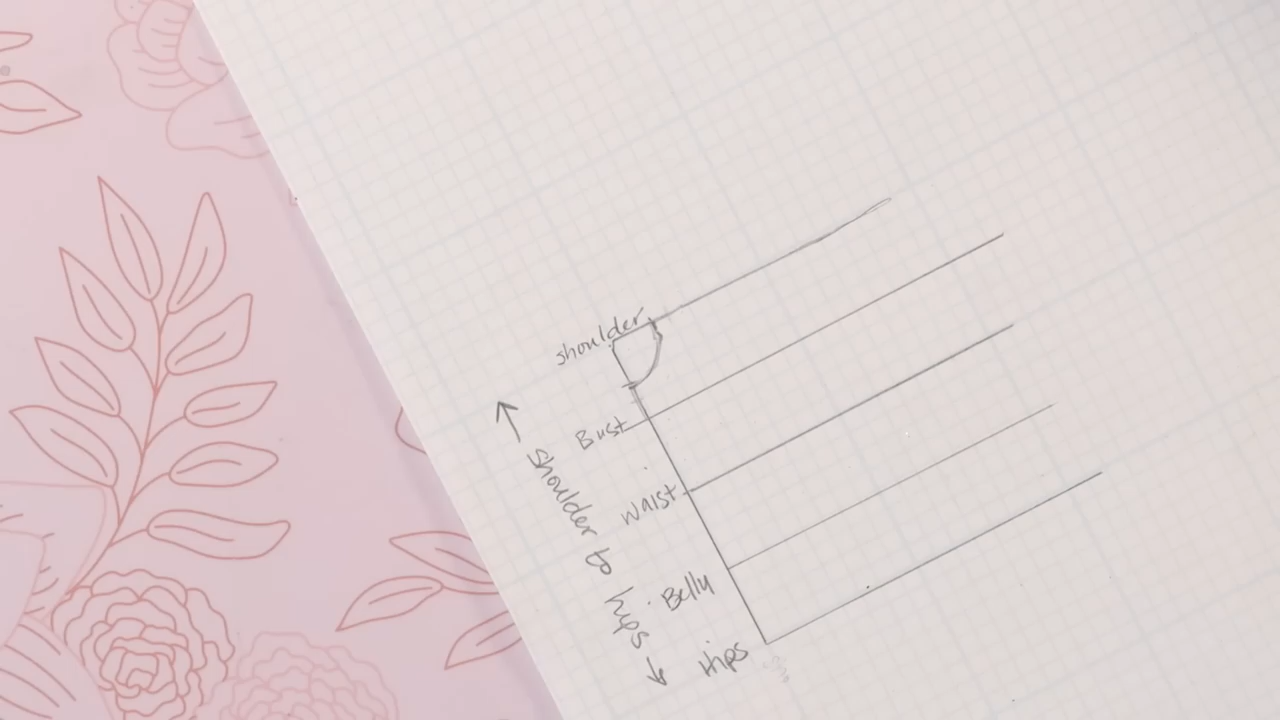 shoulder
Bust
Waist
Belly
Hips
shoulder to hips